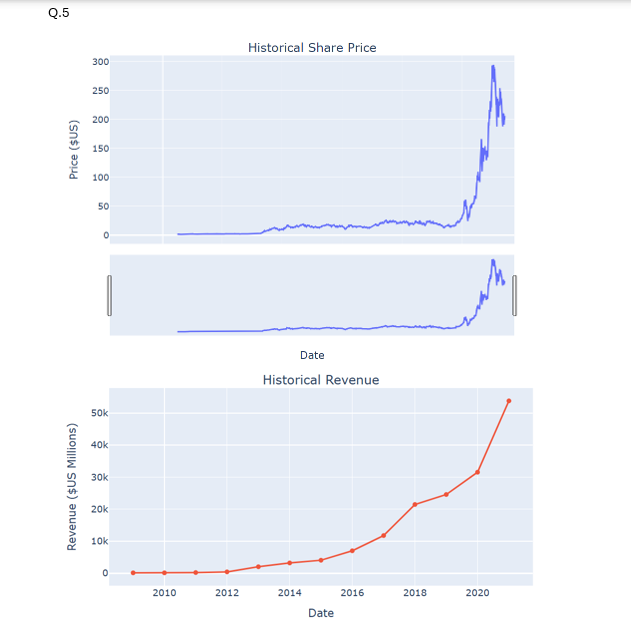 Q.5
Historical Share Price
300
250
200
150
100
50
0
Price ($US)
Date
Historical Revenue
50k
40k
30k
20k
10k
0
Revenue ($US Millions)
2010 2012 2014 2016 2018 2020
Date